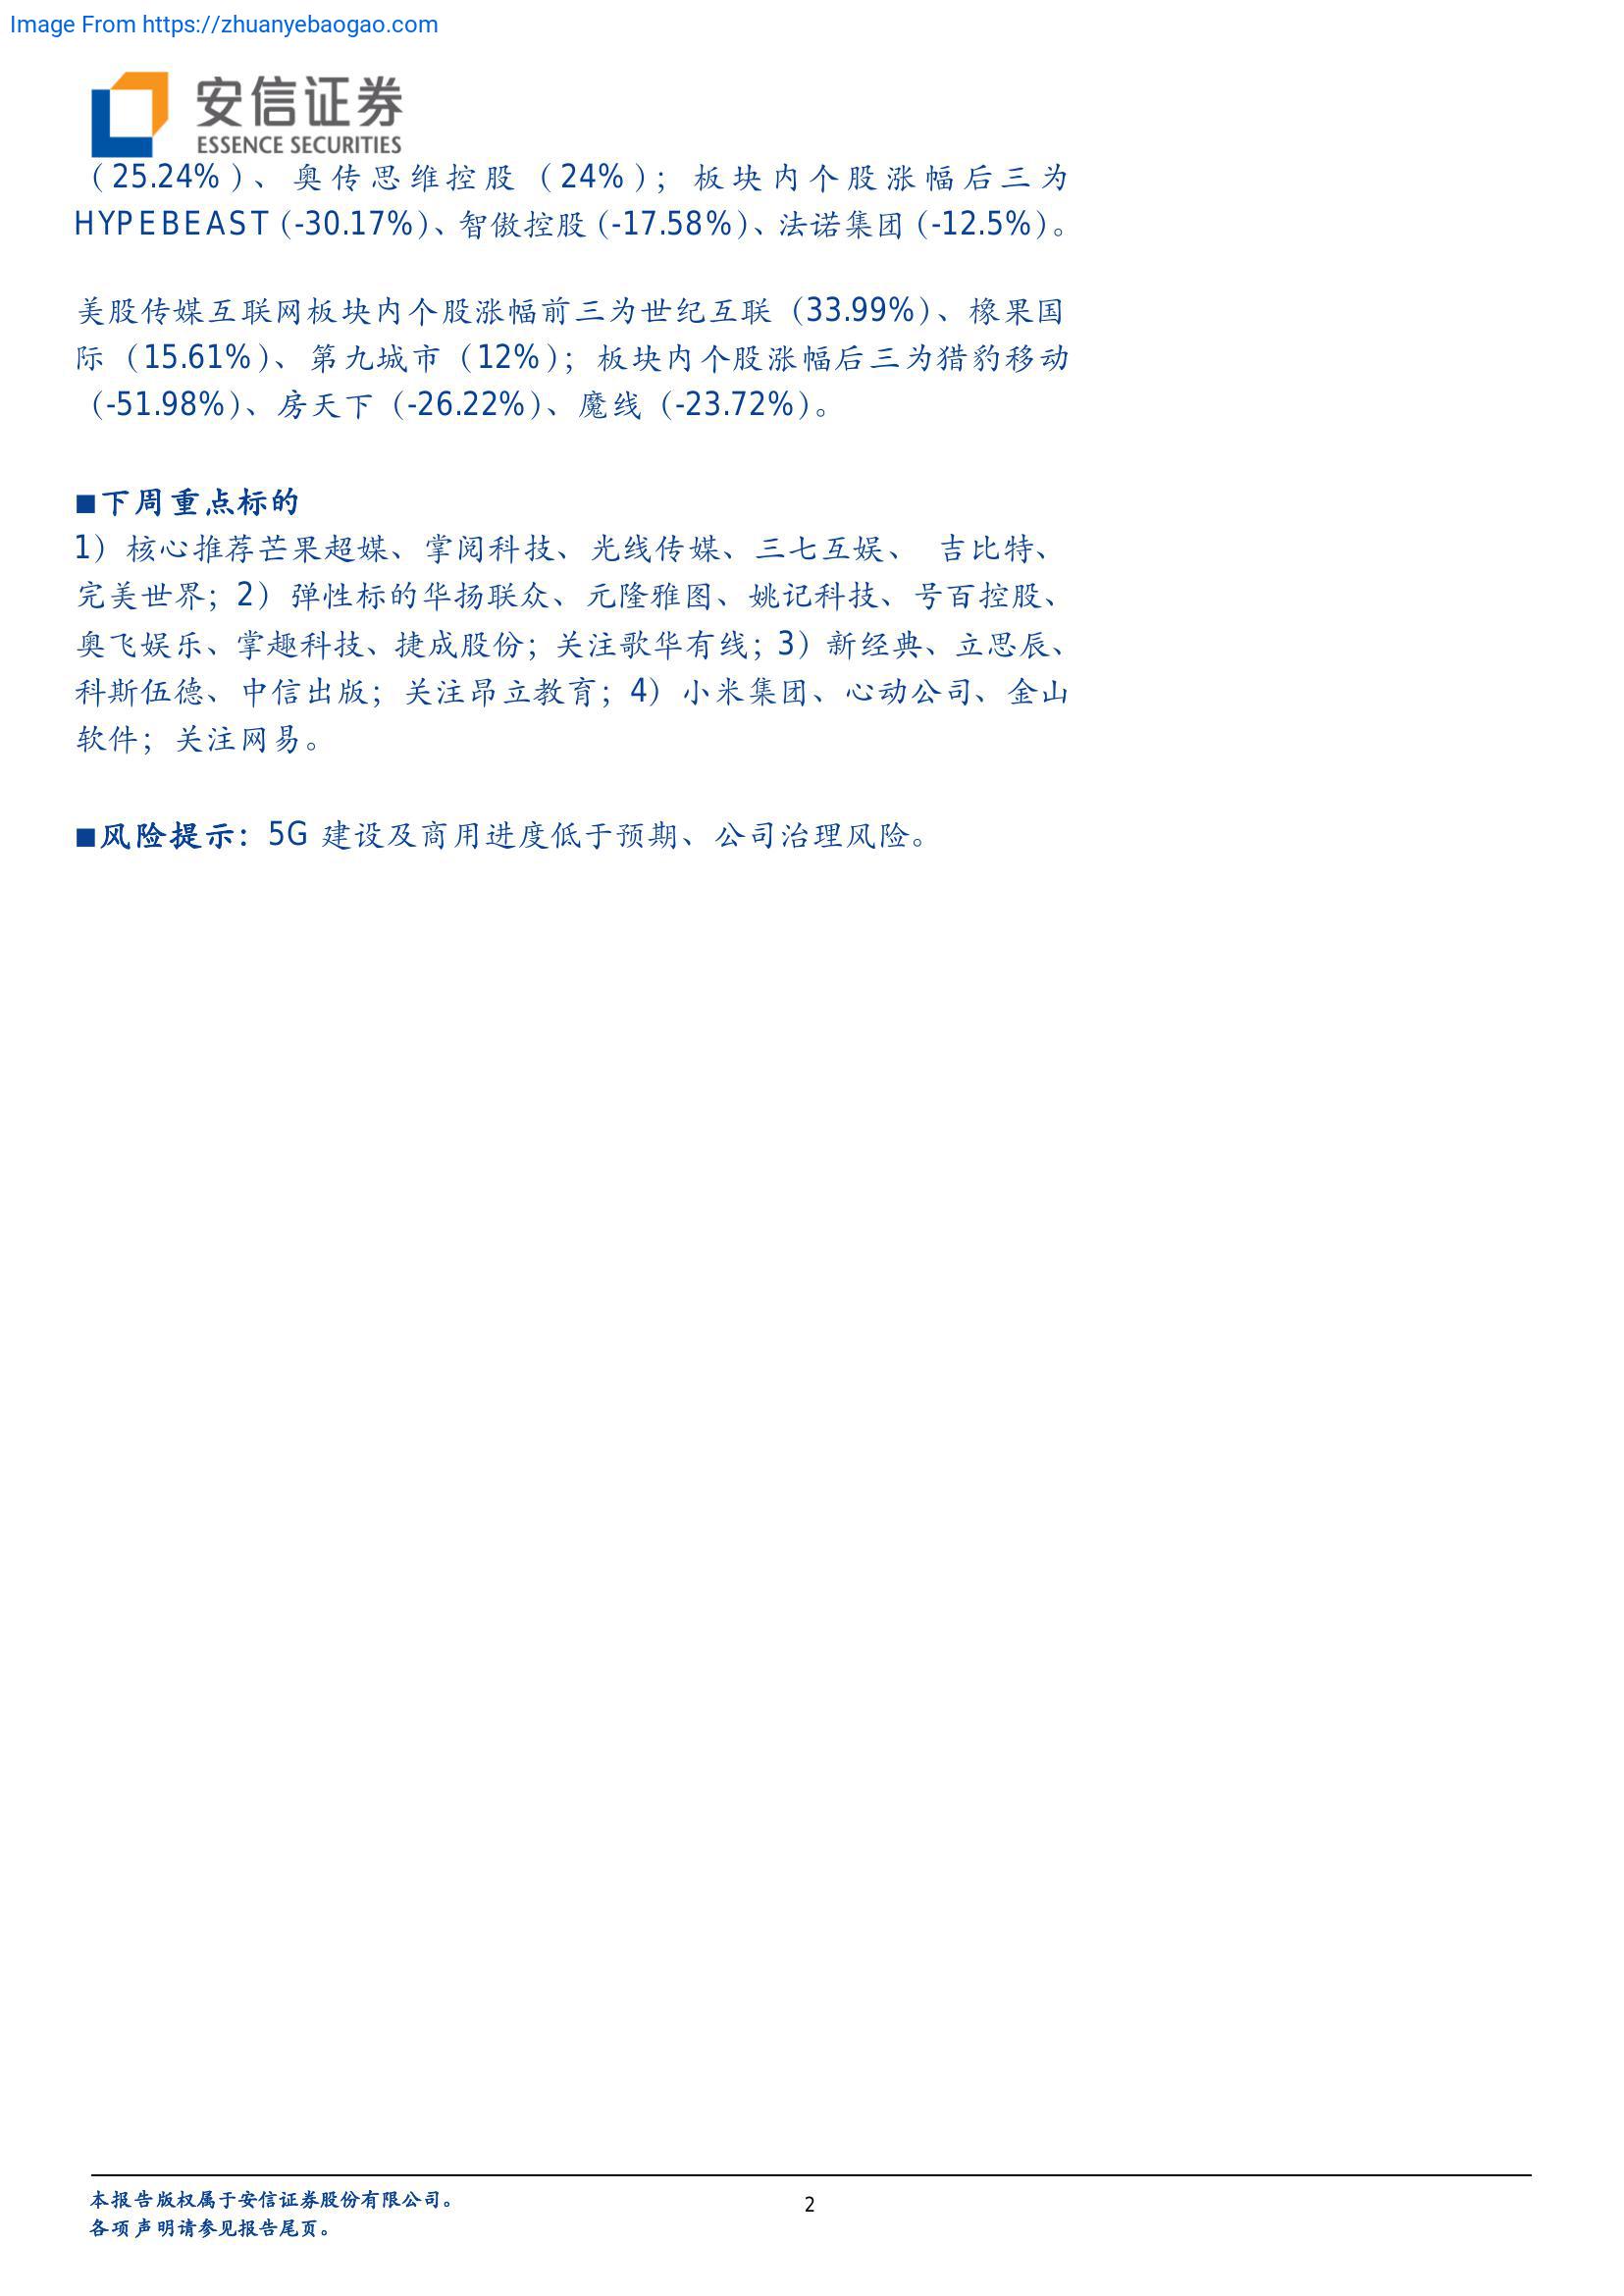 Image From https://zhuanyebaogao.com
安信证券
ESSENCE SECURITIES
（25.24%）、奥传思维控股（24%）；板块内个股涨幅后三为
HYPEBEAST（-30.17%）、智傲控股（-17.58%）、法诺集团（-12.5%）。
美股传媒互联网板块内个股涨幅前三为世纪互联（33.99%）、橡果国
际（15.61%）、第九城市（12%）；板块内个股涨幅后三为猎豹移动
（-51.98%）、房天下（-26.22%）、魔线（-23.72%）。
■下周重点标的
1）核心推荐芒果超媒、掌阅科技、光线传媒、三七互娱、 吉比特、
完美世界；2）弹性标的华扬联众、元隆雅图、姚记科技、号百控股、
奥飞娱乐、掌趣科技、捷成股份；关注歌华有线；3）新经典、立思辰、
科斯伍德、中信出版；关注昂立教育；4）小米集团、心动公司、金山
软件；关注网易。
■风险提示：5G 建设及商用进度低于预期、公司治理风险。
本报告版权属于安信证券股份有限公司。
各项声明请参见报告尾页。
2